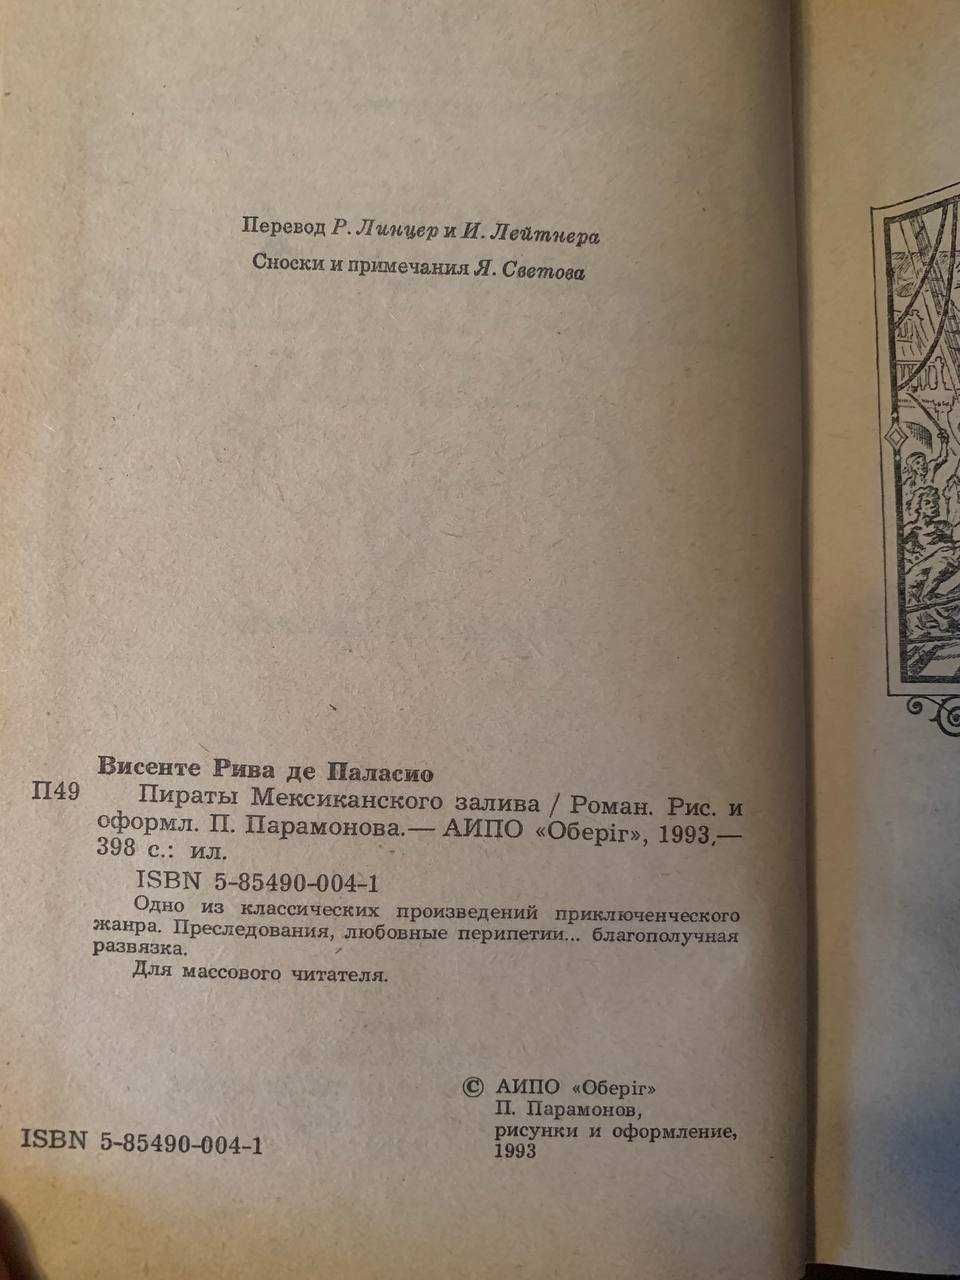 Перевод Р. Линцер и И. Лейтнера
Сноски и примечания Я. Светова
Висенте Рива де Паласио
П49 Пираты Мексиканского залива / Роман. Рис. и
оформл. П. Парамонова.— АИПО «Оберіг», 1993,—
398 с.: ил.
ISBN 5-85490-004-1
Одно из классических произведений приключенческого
жанра. Преследования, любовные перипетии... благополучная
развязка.
Для массового читателя.
© АИПО «Оберіг»
П. Парамонов,
рисунки и оформление,
1993
ISBN 5-85490-004-1